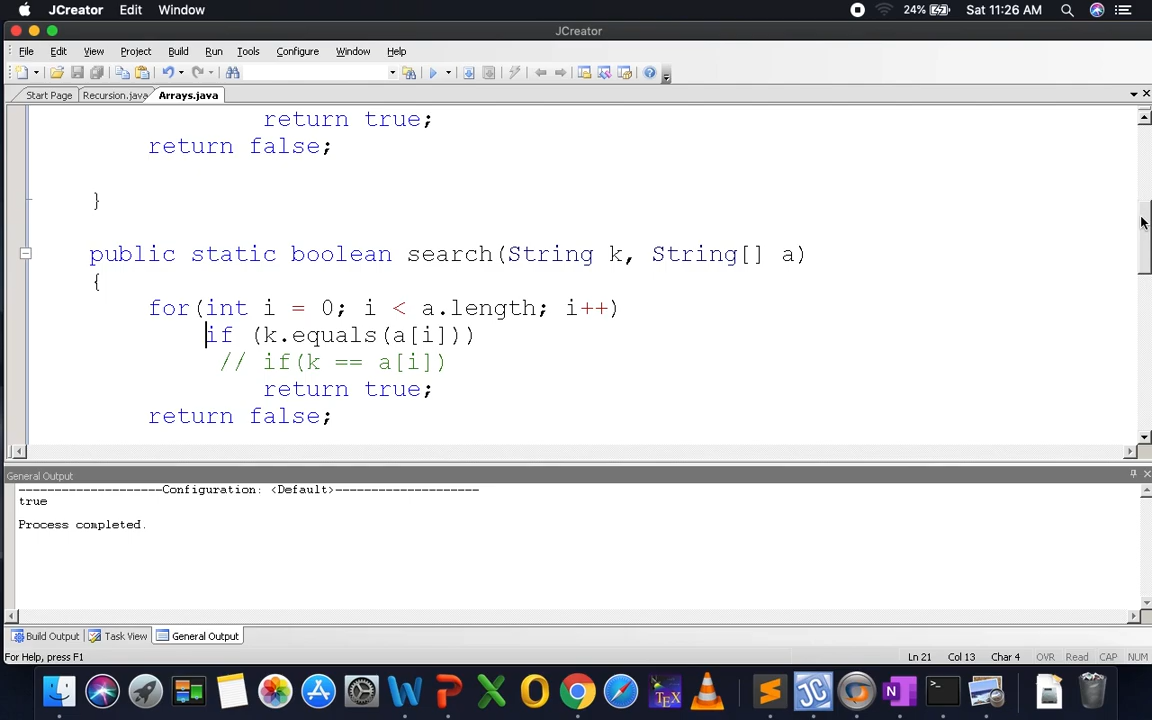 JCreator Edit Window 24% Sat 11:26 AM
JCreator
File Edit View Project Build Run Tools Configure Window Help
Start Page Recursion.java Arrays.java
return true;
return false;
}
public static boolean search(String k, String[] a)
{
for(int i = 0; i < a.length; i++)
if (k.equals(a[i]))
// if(k == a[i])
return true;
return false;
General Output
--------------------Configuration: <Default>--------------------
true
Process completed.
Build Output Task View General Output
For Help, press F1 Ln 21 Col 13 Char 4 OVR Read CAP NUM
TEX JC N